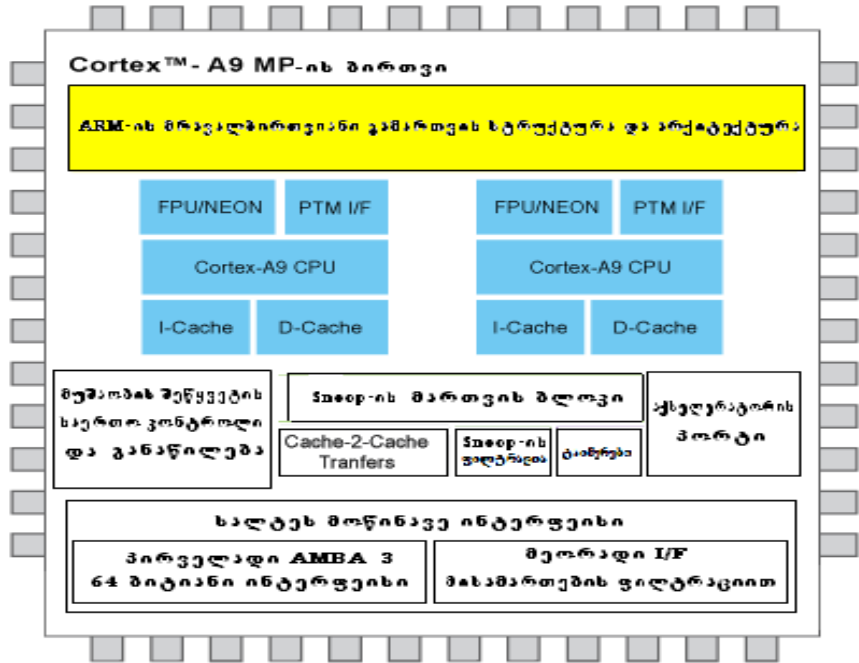 Cortex™- A9 MP-ის ბირთვი
ARM-ის მრავალბირთვიანი გამართვის სტრუქტურა და არქიტექტურა
FPU/NEON
PTM I/F
FPU/NEON
PTM I/F
Cortex-A9 CPU
Cortex-A9 CPU
I-Cache
D-Cache
I-Cache
D-Cache
მუშაობის შეწყვეტის
საერთო კონტროლი
და განაწილება
Snoop-ის მართვის ბლოკი
აქსელერატორის
პორტი
Cache-2-Cache
Tranfers
Snoop-ის
ფილტრაცია
ტაიმერები
სალტეს მოწინავე ინტერფეისი
პირველადი AMBA 3
64 ბიტიანი ინტერფეისი
მეორადი I/F
მისამართების ფილტრაციით